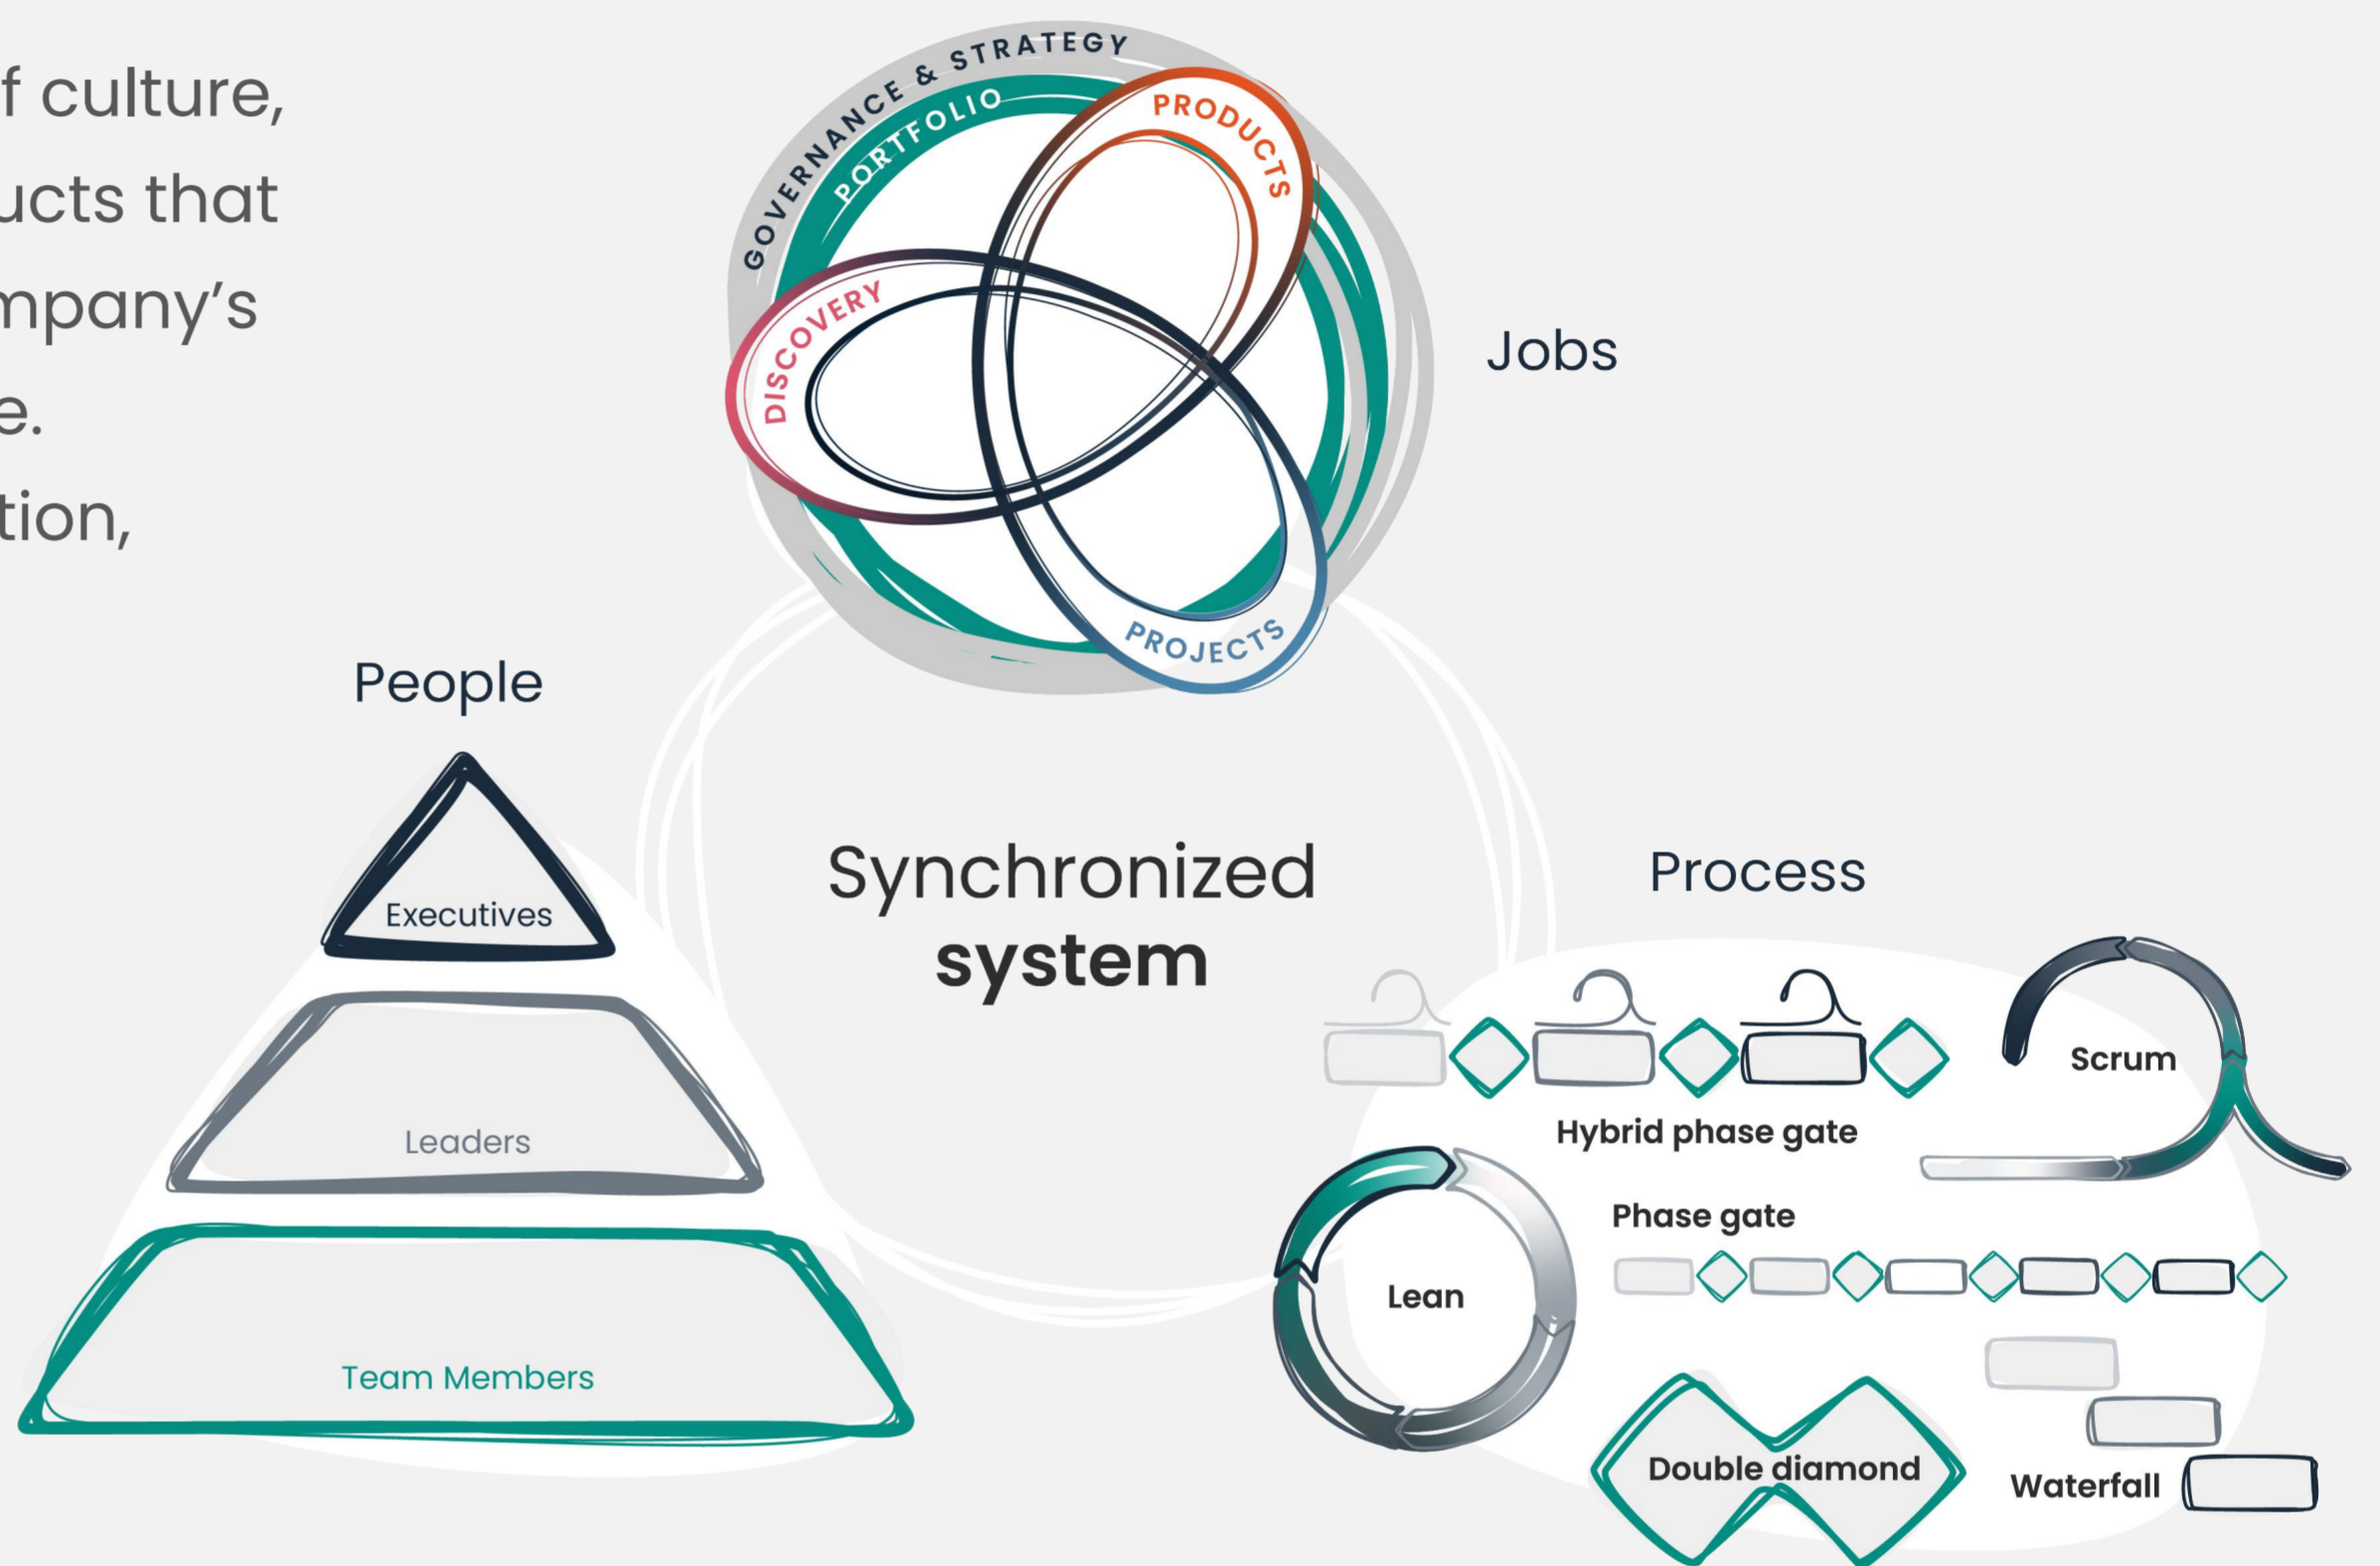 f culture,
ucts that
mpany's
e.
tion,
GOVERNANCE & STRATEGY
PORTFOLIO
PRODUCTS
DISCOVERY
PROJECTS
Jobs
People
Executives
Leaders
Team Members
Synchronized
system
Process
Scrum
Hybrid phase gate
Phase gate
Lean
Double diamond
Waterfall